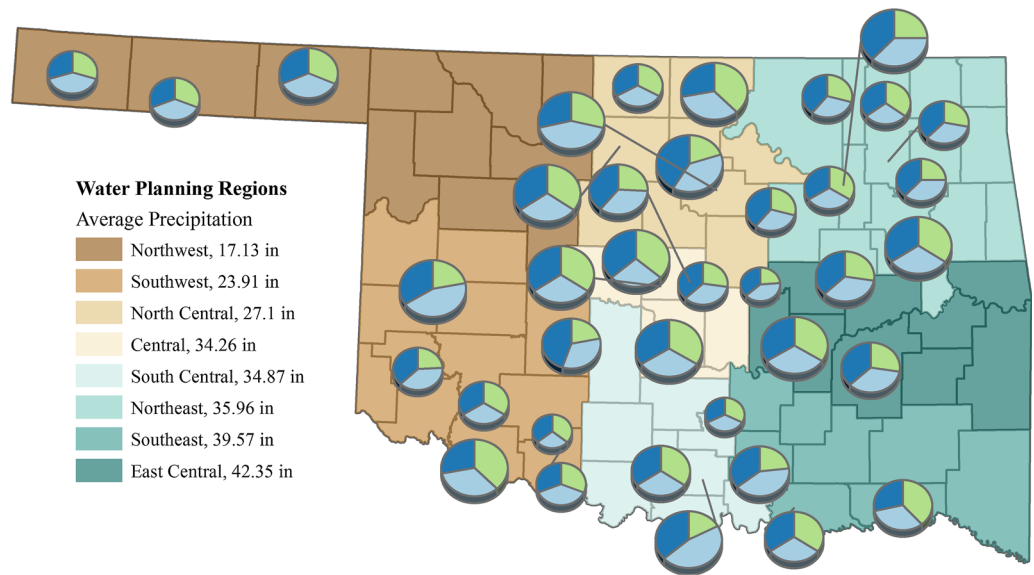 Water Planning Regions
Average Precipitation
Northwest, 17.13 in
Southwest, 23.91 in
North Central, 27.1 in
Central, 34.26 in
South Central, 34.87 in
Northeast, 35.96 in
Southeast, 39.57 in
East Central, 42.35 in